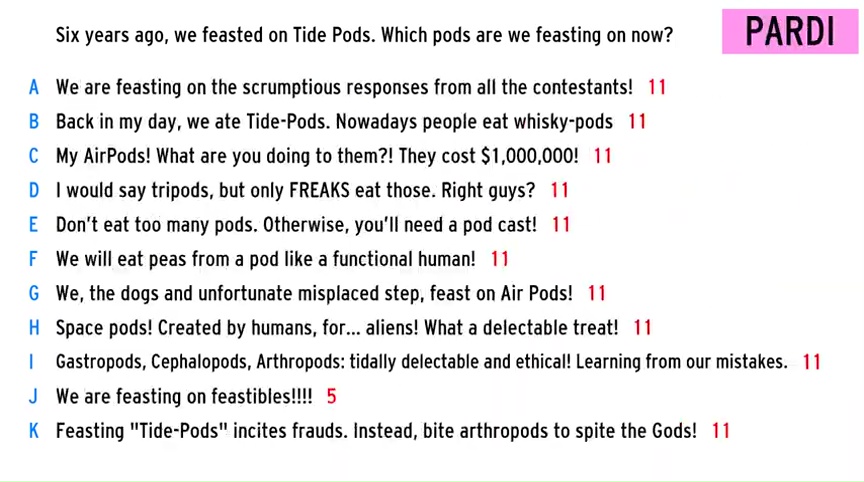 Six years ago, we feasted on Tide Pods. Which pods are we feasting on now?
PARDI
A We are feasting on the scrumptious responses from all the contestants! 11
B Back in my day, we ate Tide-Pods. Nowadays people eat whisky-pods 11
C My AirPods! What are you doing to them?! They cost $1,000,000! 11
D I would say tripods, but only FREAKS eat those. Right guys? 11
E Don't eat too many pods. Otherwise, you'll need a pod cast! 11
F We will eat peas from a pod like a functional human! 11
G We, the dogs and unfortunate misplaced step, feast on Air Pods! 11
H Space pods! Created by humans, for... aliens! What a delectable treat! 11
I Gastropods, Cephalopods, Arthropods: tidally delectable and ethical! Learning from our mistakes. 11
J We are feasting on feastibles!!!! 5
K Feasting "Tide-Pods" incites frauds. Instead, bite arthropods to spite the Gods! 11